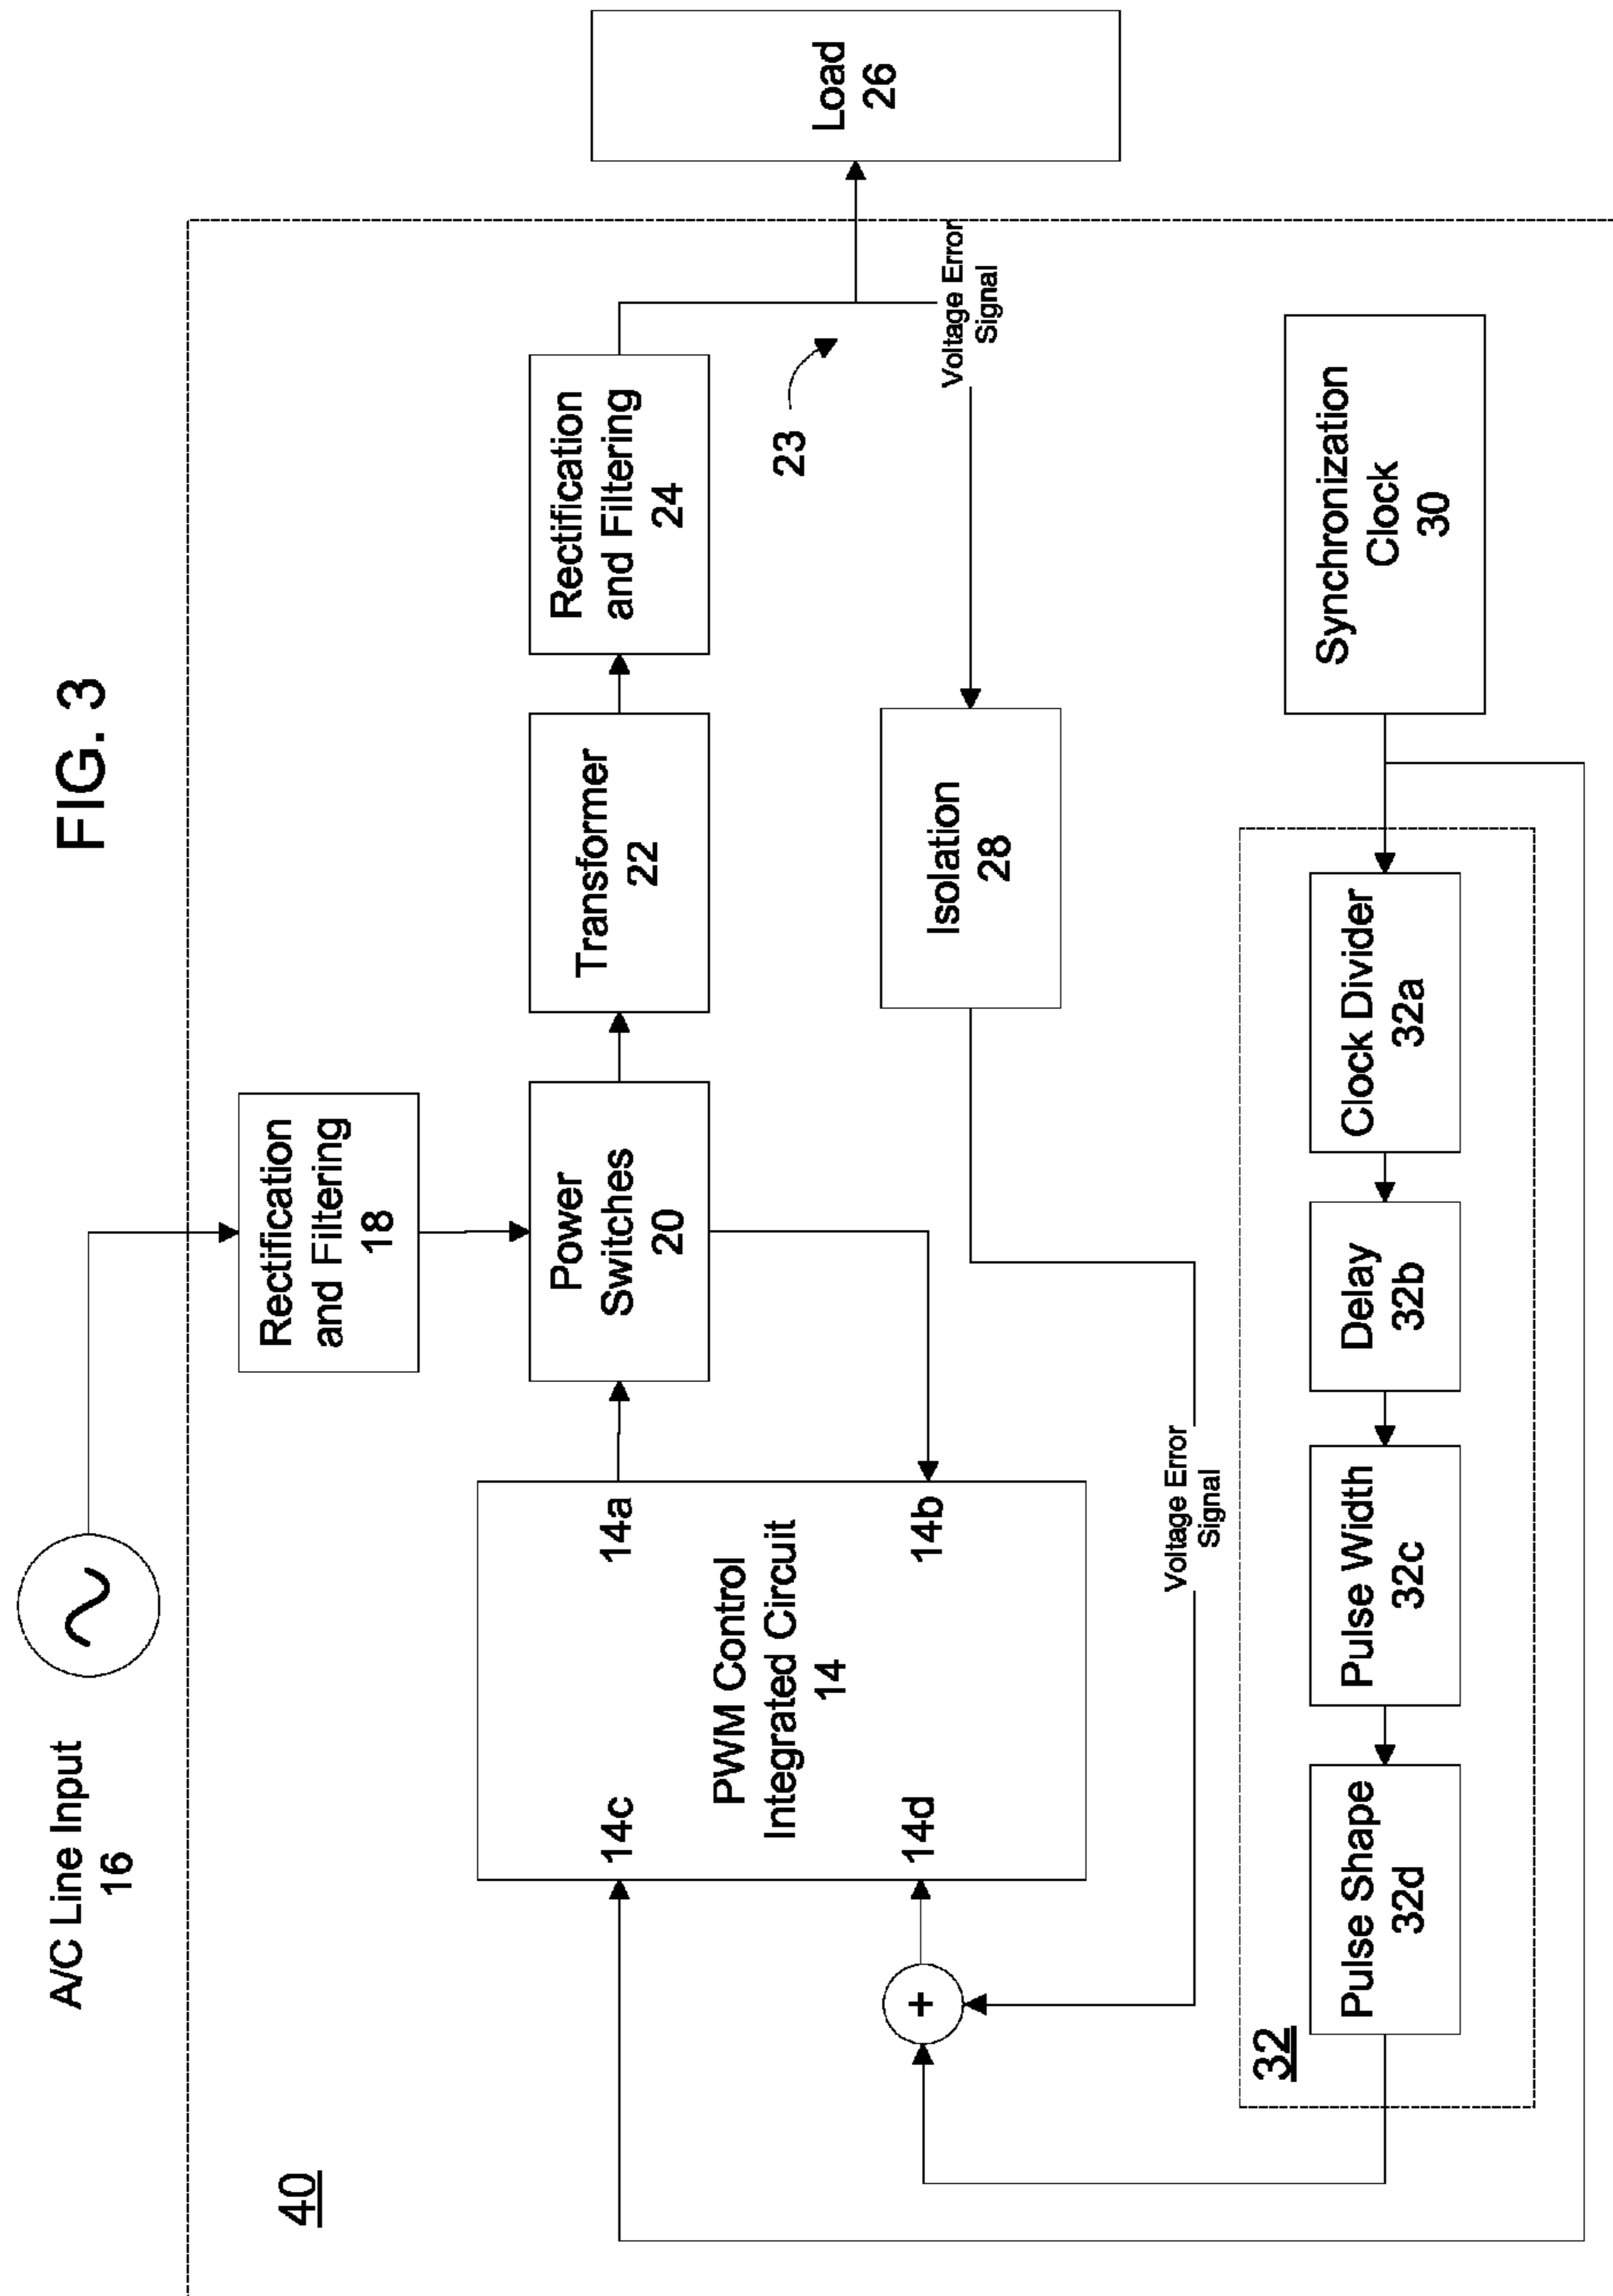 FIG. 3
A/C Line Input
16
40
Rectification
and Filtering
18
PWM Control
Integrated Circuit
14
14a
14b
14c
14d
Power
Switches
20
Transformer
22
Rectification
and Filtering
24
23
Load
26
Voltage Error
Signal
Isolation
28
Voltage Error
Signal
+
Synchronization
Clock
30
32
Clock Divider
32a
Delay
32b
Pulse Width
32c
Pulse Shape
32d